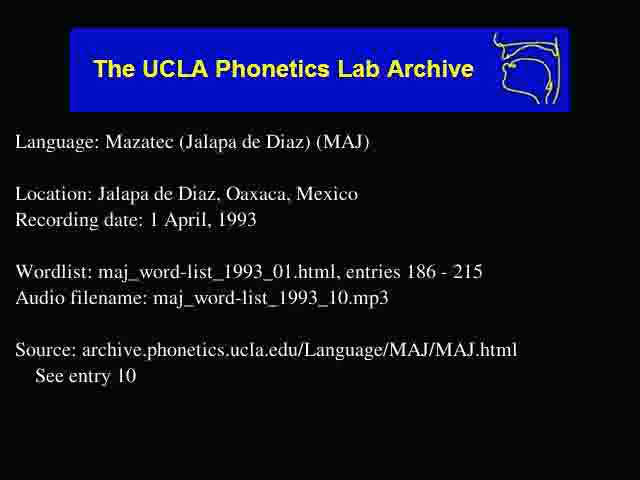 The UCLA Phonetics Lab Archive
Language: Mazatec (Jalapa de Diaz) (MAJ)
Location: Jalapa de Diaz, Oaxaca, Mexico
Recording date: 1 April, 1993
Wordlist: maj_word-list_1993_01.html, entries 186 - 215
Audio filename: maj_word-list_1993_10.mp3
Source: archive.phonetics.ucla.edu/Language/MAJ/MAJ.html
See entry 10